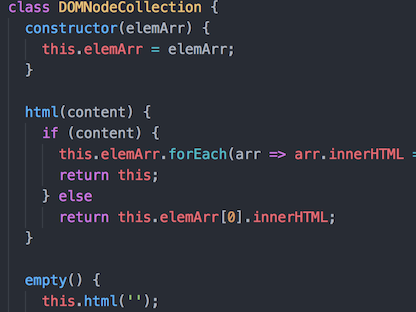 class DOMNodeCollection {
  constructor(elemArr) {
    this.elemArr = elemArr;
  }

  html(content) {
    if (content) {
      this.elemArr.forEach(arr => arr.innerHTML =
      return this;
    } else
      return this.elemArr[0].innerHTML;
  }

  empty() {
    this.html('');